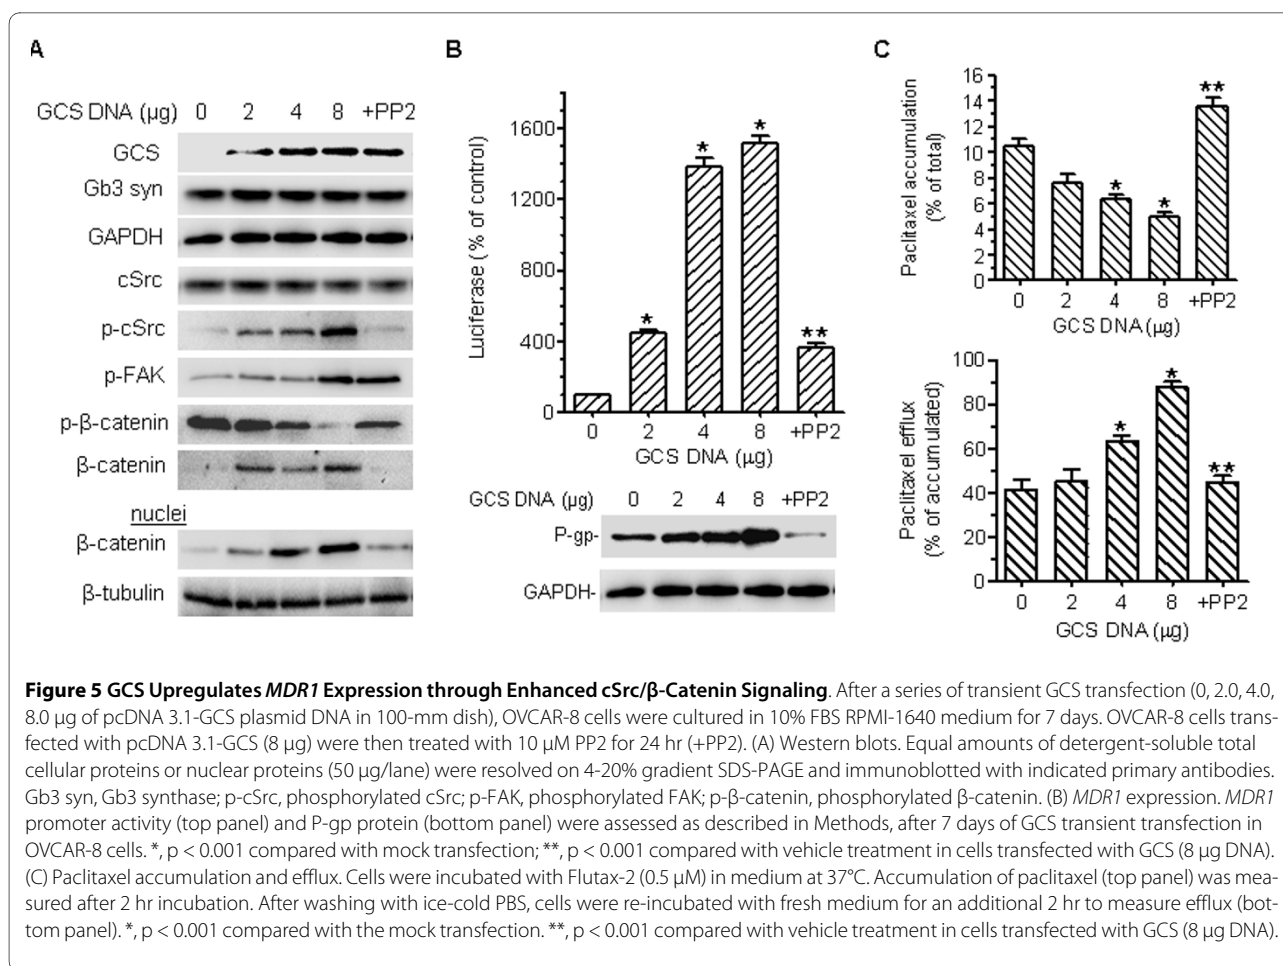 A
GCS DNA (µg) 0 2 4 8 +PP2
GCS
Gb3 syn
GAPDH
cSrc
p-cSrc
p-FAK
p-β-catenin
β-catenin
nuclei
β-catenin
β-tubulin
B
Luciferase (% of control)
1600
1200
800
400
0
* * * **
0 2 4 8 +PP2
GCS DNA (µg)
GCS DNA (µg) 0 2 4 8 +PP2
P-gp-
GAPDH-
C
Paclitaxel accumulation
(% of total)
16
14
12
10
8
6
4
2
0
* * **
0 2 4 8 +PP2
GCS DNA (µg)
Paclitaxel efflux
(% of accumulated)
100
80
60
40
20
0
* * **
0 2 4 8 +PP2
GCS DNA (µg)
Figure 5 GCS Upregulates MDR1 Expression through Enhanced cSrc/β-Catenin Signaling. After a series of transient GCS transfection (0, 2.0, 4.0,
8.0 µg of pcDNA 3.1-GCS plasmid DNA in 100-mm dish), OVCAR-8 cells were cultured in 10% FBS RPMI-1640 medium for 7 days. OVCAR-8 cells trans-
fected with pcDNA 3.1-GCS (8 µg) were then treated with 10 µM PP2 for 24 hr (+PP2). (A) Western blots. Equal amounts of detergent-soluble total
cellular proteins or nuclear proteins (50 µg/lane) were resolved on 4-20% gradient SDS-PAGE and immunoblotted with indicated primary antibodies.
Gb3 syn, Gb3 synthase; p-cSrc, phosphorylated cSrc; p-FAK, phosphorylated FAK; p-β-catenin, phosphorylated β-catenin. (B) MDR1 expression. MDR1
promoter activity (top panel) and P-gp protein (bottom panel) were assessed as described in Methods, after 7 days of GCS transient transfection in
OVCAR-8 cells. *, p < 0.001 compared with mock transfection; **, p < 0.001 compared with vehicle treatment in cells transfected with GCS (8 µg DNA).
(C) Paclitaxel accumulation and efflux. Cells were incubated with Flutax-2 (0.5 µM) in medium at 37°C. Accumulation of paclitaxel (top panel) was mea-
sured after 2 hr incubation. After washing with ice-cold PBS, cells were re-incubated with fresh medium for an additional 2 hr to measure efflux (bot-
tom panel). *, p < 0.001 compared with the mock transfection. **, p < 0.001 compared with vehicle treatment in cells transfected with GCS (8 µg DNA).